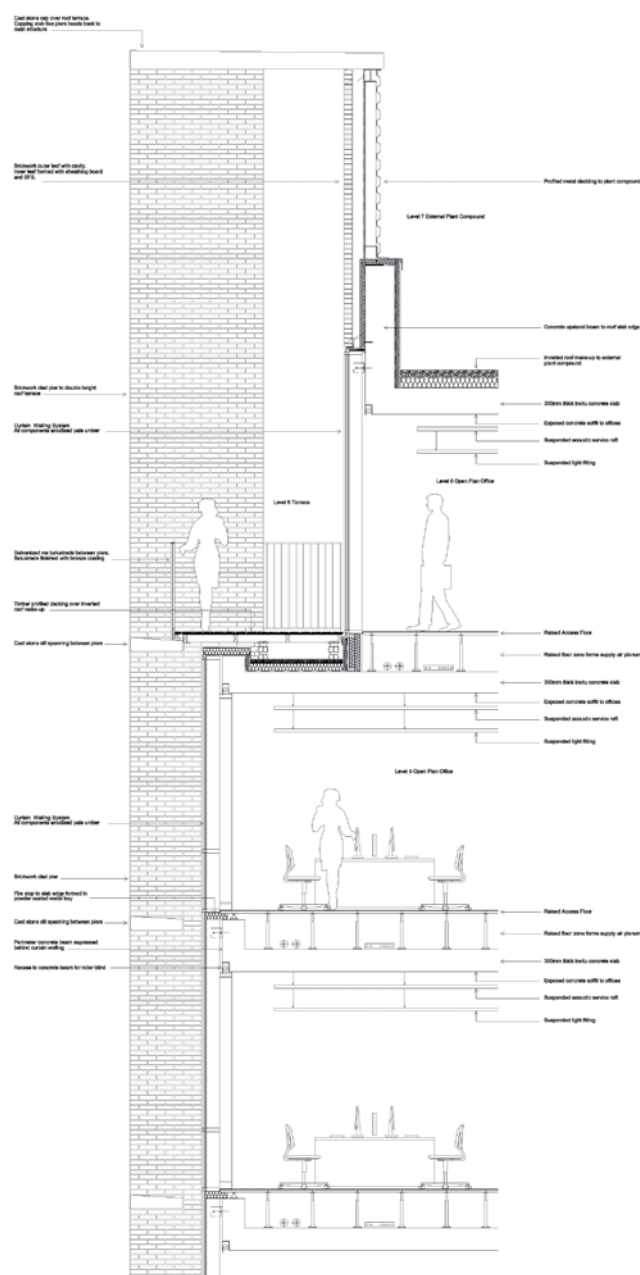 Cast stone cap over roof terrace.
Capping slab ties piers heads back to
main structure
Brickwork outer leaf with cavity.
Inner leaf formed with sheathing board
and SFS.
Profiled metal cladding to plant compound
Level 7 External Plant Compound
Concrete upstand beam to roof slab edge
Inverted roof make-up to external
plant compound
Brickwork clad pier to double height
roof terrace
300mm thick insitu concrete slab
Exposed concrete soffit to offices
Curtain Walling System
All components anodised pale umber
Suspended acoustic service raft
Suspended light fitting
Level 6 Open Plan Office
Level 6 Terrace
Galvanized ms balustrade between piers.
Balustrade finished with bronze coating
Timber profiled decking over inverted
roof make-up
Raised Access Floor
Cast stone sill spanning between piers
Raised floor zone forms supply air plenum
300mm thick insitu concrete slab
Exposed concrete soffit to offices
Suspended acoustic service raft
Suspended light fitting
Level 5 Open Plan Office
Curtain Walling System
All components anodised pale umber
Brickwork clad pier
Fire stop to slab edge formed in
powder coated metal tray
Raised Access Floor
Cast stone sill spanning between piers
Raised floor zone forms supply air plenum
Perimeter concrete beam expressed
behind curtain walling
300mm thick insitu concrete slab
Recess to concrete beam for roller blind
Exposed concrete soffit to offices
Suspended acoustic service raft
Suspended light fitting